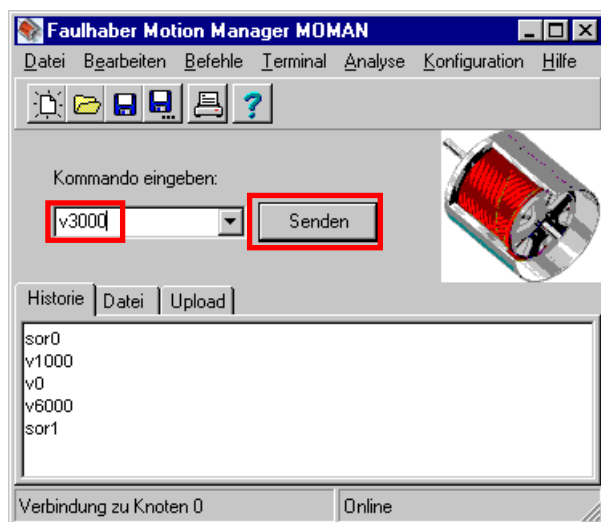 Faulhaber Motion Manager MOMAN
Datei Bearbeiten Befehle Terminal Analyse Konfiguration Hilfe
Kommando eingeben:
v3000 Senden
Historie Datei Upload
sor0
v1000
v0
v6000
sor1
Verbindung zu Knoten 0 Online